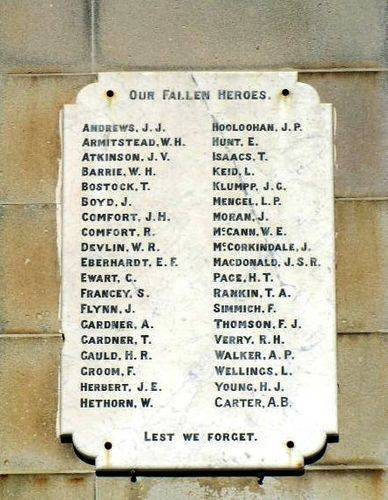 OUR FALLEN HEROES.
ANDREWS, J. J.
ARMITSTEAD, W. H.
ATKINSON, J. V.
BARRIE, W. H.
BOSTOCK, T.
BOYD, J.
COMFORT, J. H.
COMFORT, R.
DEVLIN, W. R.
EBERHARDT, E. F.
EWART, C.
FRANCEY, S.
FLYNN, J.
GARDNER, A.
GARDNER, T.
GAULD, H. R.
GROOM, F.
HERBERT, J. E.
HETHORN, W.
HOOLOOHAN, J. P.
HUNT, E.
ISAACS, T.
KEID, L.
KLUMPP, J. G.
MENGEL, L. P.
MORAN, J.
McCANN, W. E.
McCORKINDALE, J.
MACDONALD, J. S. R.
PACE, H. T.
RANKIN, T. A.
SIMMICH, F.
THOMSON, F. J.
VERRY, R. H.
WALKER, A. P.
WELLINGS, L.
YOUNG, H. J.
CARTER, A. B.
LEST WE FORGET.